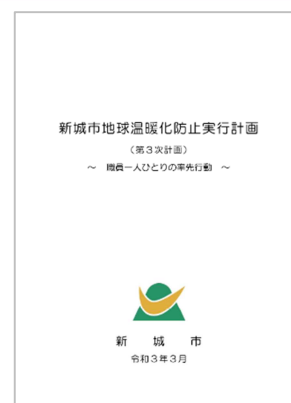 新城市地球温暖化防止実行計画
（第３次計画）
～　職員一人ひとりの率先行動　～
新　城　市
令和３年３月